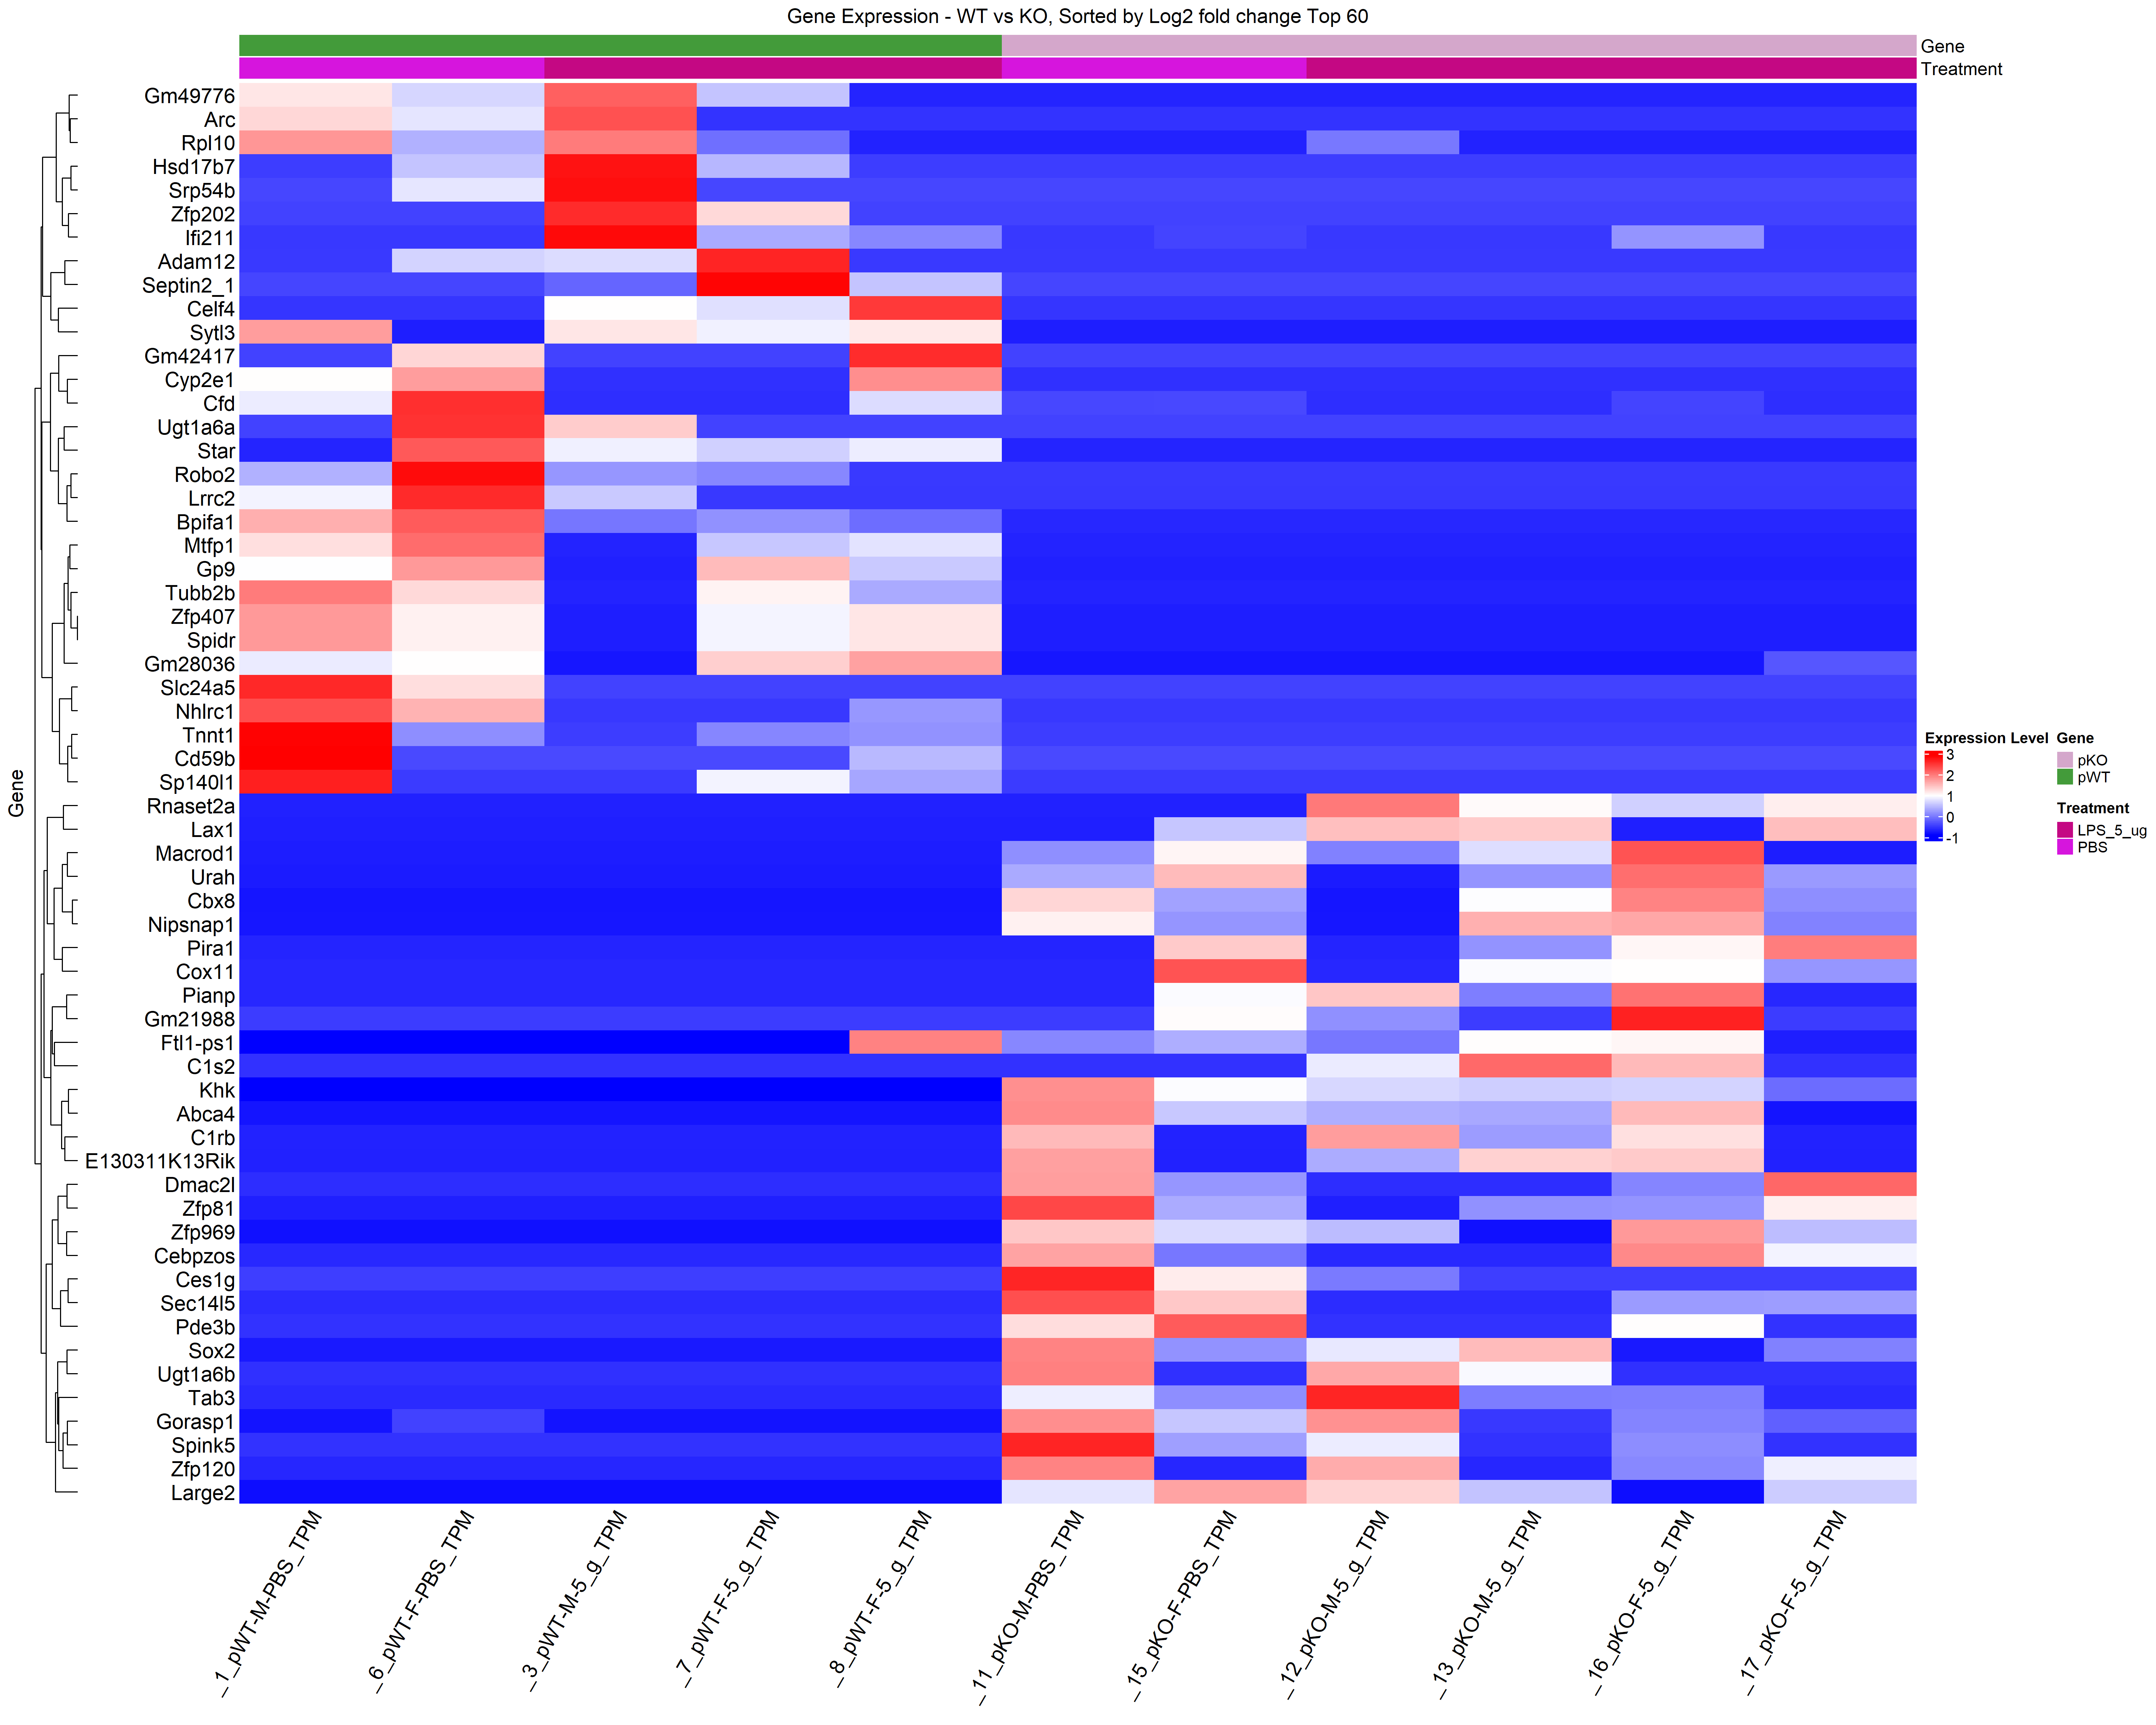 Gene Expression - WT vs KO, Sorted by Log2 fold change Top 60
Gene
Treatment
Gm49776
Arc
Rpl10
Hsd17b7
Srp54b
Zfp202
Ifi211
Adam12
Septin2_1
Celf4
Sytl3
Gm42417
Cyp2e1
Cfd
Ugt1a6a
Star
Robo2
Lrrc2
Bpifa1
Mtfp1
Gp9
Tubb2b
Zfp407
Spidr
Gm28036
Slc24a5
Nhlrc1
Tnnt1
Cd59b
Sp140l1
Rnaset2a
Lax1
Macrod1
Urah
Cbx8
Nipsnap1
Pira1
Cox11
Pianp
Gm21988
Ftl1-ps1
C1s2
Khk
Abca4
C1rb
E130311K13Rik
Dmac2l
Zfp81
Zfp969
Cebpzos
Ces1g
Sec14l5
Pde3b
Sox2
Ugt1a6b
Tab3
Gorasp1
Spink5
Zfp120
Large2
Gene
Expression Level
3
2
1
0
-1
Gene
pKO
pWT
Treatment
LPS_5_ug
PBS
_1_pWT-M-PBS_TPM
_6_pWT-F-PBS_TPM
_3_pWT-M-5_g_TPM
_7_pWT-F-5_g_TPM
_8_pWT-F-5_g_TPM
_11_pKO-M-PBS_TPM
_15_pKO-F-PBS_TPM
_12_pKO-M-5_g_TPM
_13_pKO-M-5_g_TPM
_16_pKO-F-5_g_TPM
_17_pKO-F-5_g_TPM